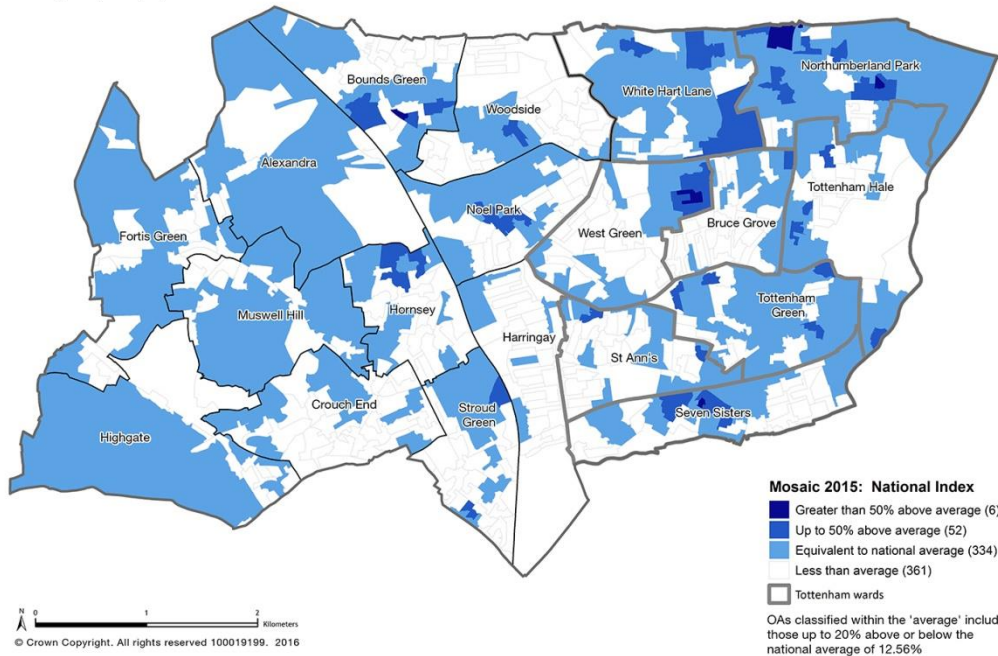 Bounds Green
Woodside
White Hart Lane
Northumberland Park
Alexandra
Tottenham Hale
Fortis Green
Noel Park
West Green
Bruce Grove
Muswell Hill
Hornsey
Harringay
Tottenham
Green
St Ann's
Crouch End
Stroud
Green
Seven Sisters
Highgate
Mosaic 2015: National Index
Greater than 50% above average (6)
Up to 50% above average (52)
Equivalent to national average (334)
Less than average (361)
Tottenham wards
OAs classified within the 'average' includ
those up to 20% above or below the
national average of 12.56%
N
0 1 2
Kilometers
© Crown Copyright. All rights reserved 100019199. 2016